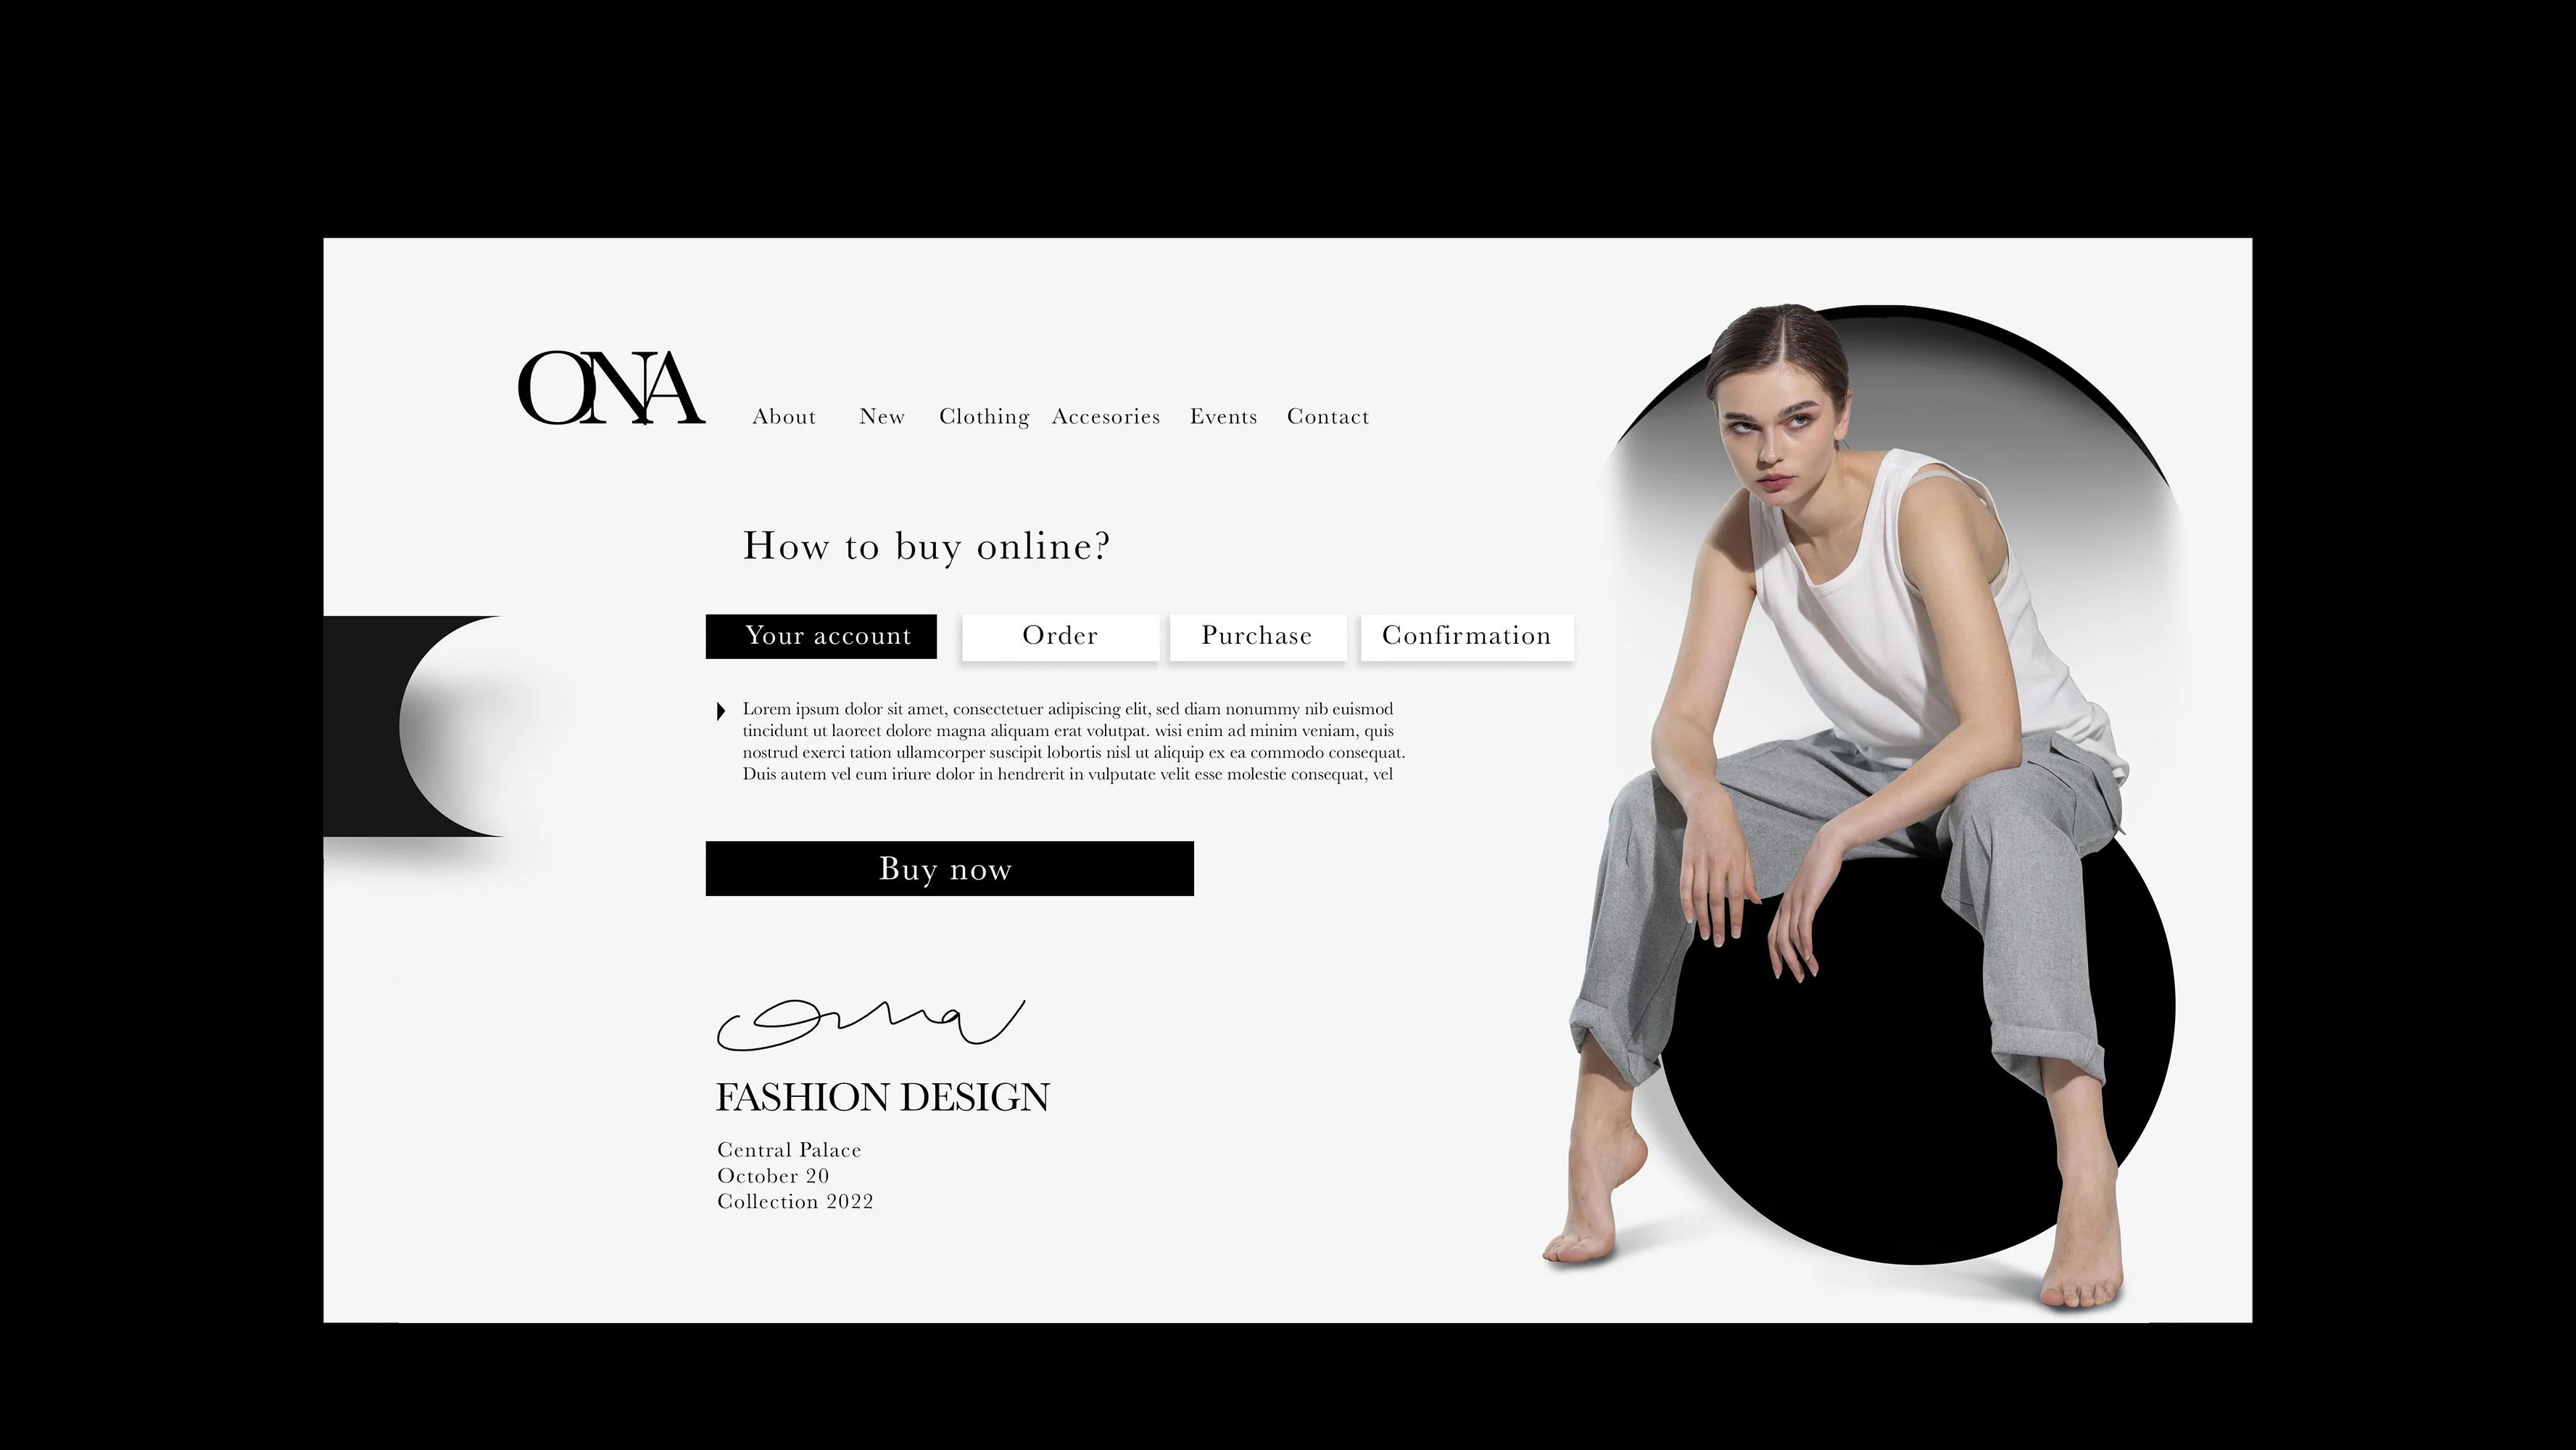 ONA
About New Clothing Accesories Events Contact
How to buy online?
Your account Order Purchase Confirmation
Lorem ipsum dolor sit amet, consectetuer adipiscing elit, sed diam nonummy nib euismod
tincidunt ut laoreet dolore magna aliquam erat volutpat. wisi enim ad minim veniam, quis
nostrud exerci tation ullamcorper suscipit lobortis nisl ut aliquip ex ea commodo consequat.
Duis autem vel eum iriure dolor in hendrerit in vulputate velit esse molestie consequat, vel
Buy now
ona
FASHION DESIGN
Central Palace
October 20
Collection 2022